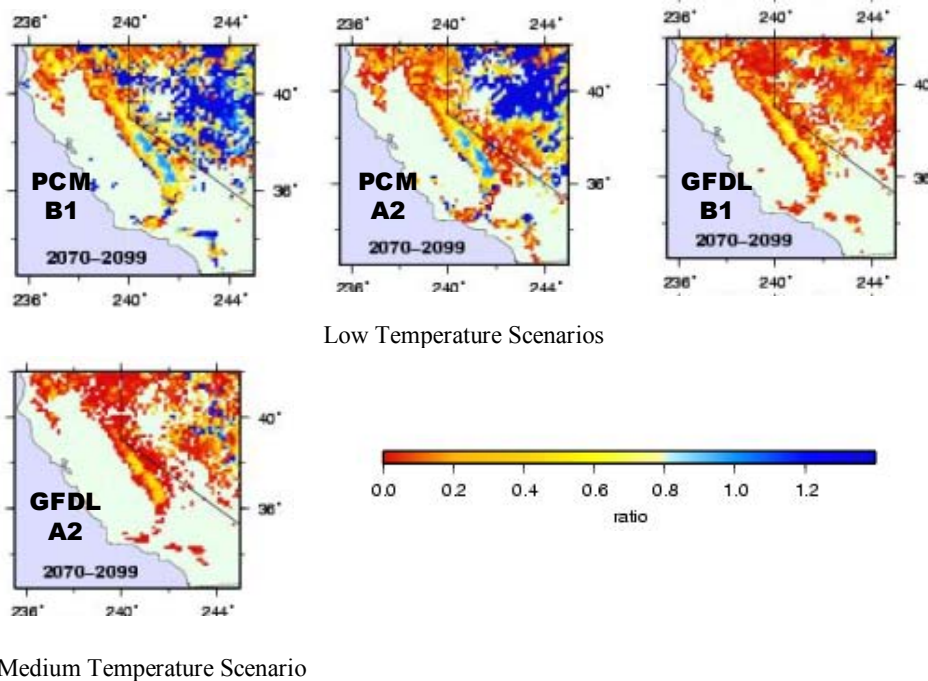 236° 240° 244°
236° 240° 244°
236° 240° 244°
40°
40°
40
PCM
B1
PCM
A2
GFDL
B1
36°
36°
36
2070–2099
2070–2099
2070–2099
236° 240° 244°
236° 240° 244°
236° 240° 244°
Low Temperature Scenarios
236° 240° 244°
40°
GFDL
A2
36°
2070–2099
236° 240° 244°
0.0 0.2 0.4 0.6 0.8 1.0 1.2
ratio
Medium Temperature Scenario